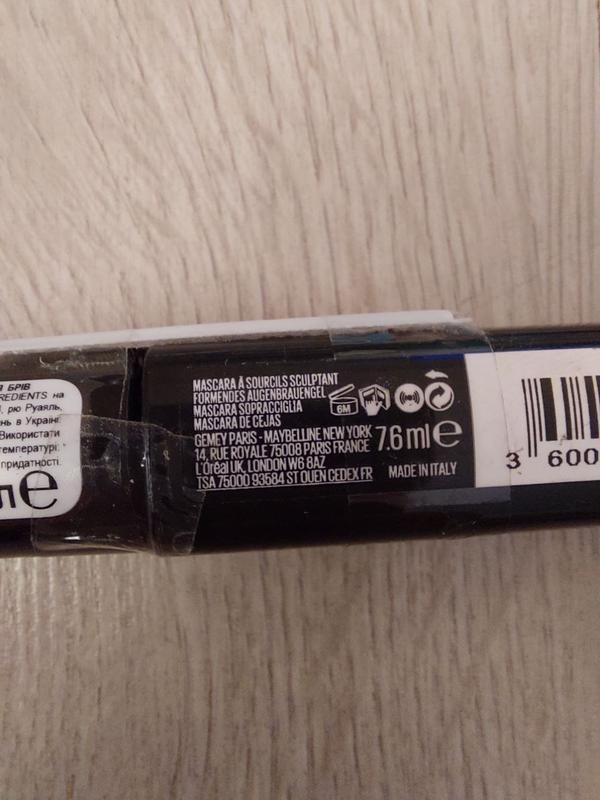 БРІВ
REDIENTS на
рю Руаяль,
в Україні:
Використати
температурі:
придатності.
е
MASCARA À SOURCILS SCULPTANT
FORMENDES AUGENBRAUENGEL
MASCARA SOPRACCIGLIA
MASCARA DE CEJAS
6M
GEMEY PARIS - MAYBELLINE NEW YORK
14, RUE ROYALE 75008 PARIS FRANCE
L'Oréal UK, LONDON W6 8AZ
TSA 75000 93584 ST OUEN CEDEX FR
7.6 ml e
MADE IN ITALY
3 600